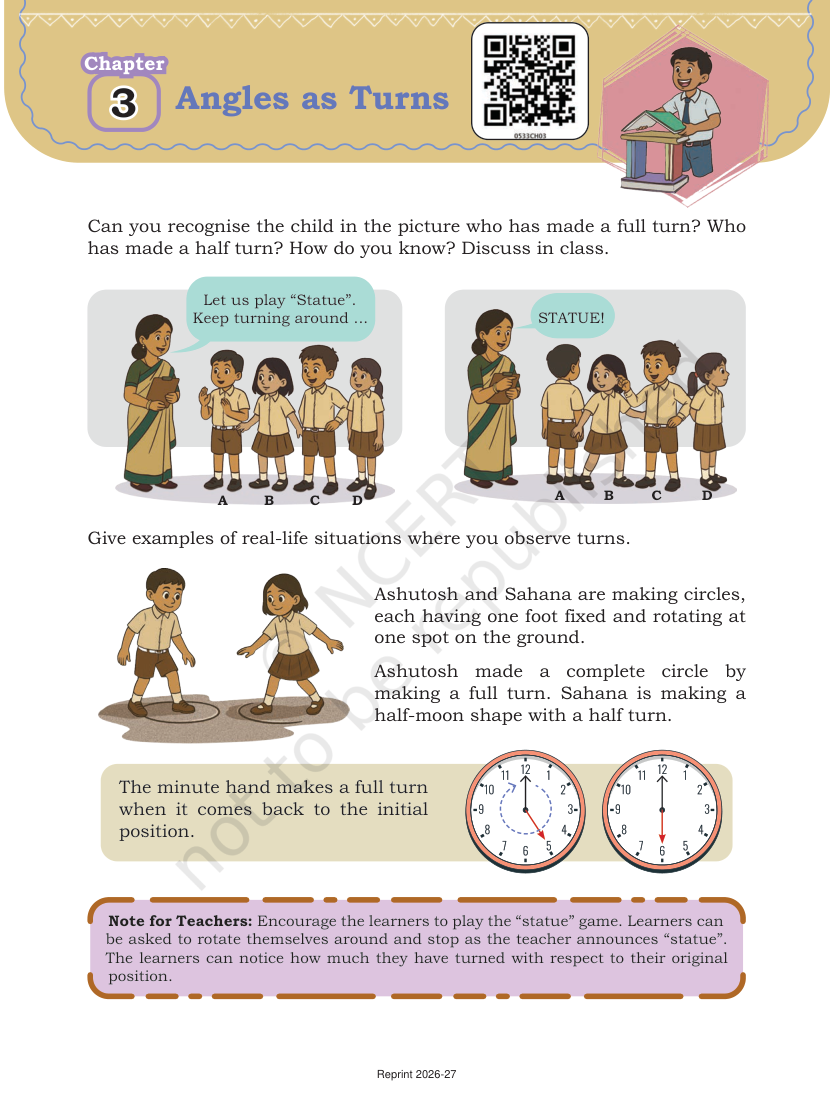 Chapter
3
Angles as Turns
0533CH03
Can you recognise the child in the picture who has made a full turn? Who
has made a half turn? How do you know? Discuss in class.
Let us play “Statue”.
Keep turning around ...
STATUE!
A B C D
A B C D
Give examples of real-life situations where you observe turns.
Ashutosh and Sahana are making circles,
each having one foot fixed and rotating at
one spot on the ground.
Ashutosh made a complete circle by
making a full turn. Sahana is making a
half-moon shape with a half turn.
The minute hand makes a full turn
when it comes back to the initial
position.
12 1 2 3 4 5 6 7 8 9 10 11
12 1 2 3 4 5 6 7 8 9 10 11
Note for Teachers: Encourage the learners to play the “statue” game. Learners can
be asked to rotate themselves around and stop as the teacher announces “statue”.
The learners can notice how much they have turned with respect to their original
position.
© NCERT
not to be republished
Reprint 2026-27